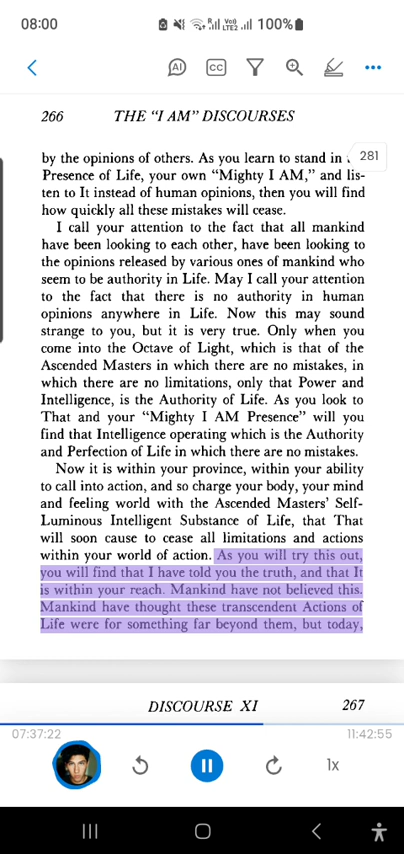 08:00
R Vo)) LTE2 100%
AI CC
266 THE “I AM” DISCOURSES
281
by the opinions of others. As you learn to stand in
Presence of Life, your own “Mighty I AM,” and lis-
ten to It instead of human opinions, then you will find
how quickly all these mistakes will cease.
I call your attention to the fact that all mankind
have been looking to each other, have been looking to
the opinions released by various ones of mankind who
seem to be authority in Life. May I call your attention
to the fact that there is no authority in human
opinions anywhere in Life. Now this may sound
strange to you, but it is very true. Only when you
come into the Octave of Light, which is that of the
Ascended Masters in which there are no mistakes, in
which there are no limitations, only that Power and
Intelligence, is the Authority of Life. As you look to
That and your “Mighty I AM Presence” will you
find that Intelligence operating which is the Authority
and Perfection of Life in which there are no mistakes.
Now it is within your province, within your ability
to call into action, and so charge your body, your mind
and feeling world with the Ascended Masters’ Self-
Luminous Intelligent Substance of Life, that That
will soon cause to cease all limitations and actions
within your world of action. As you will try this out,
you will find that I have told you the truth, and that It
is within your reach. Mankind have not believed this.
Mankind have thought these transcendent Actions of
Life were for something far beyond them, but today,
DISCOURSE XI 267
07:37:22 11:42:55
1x